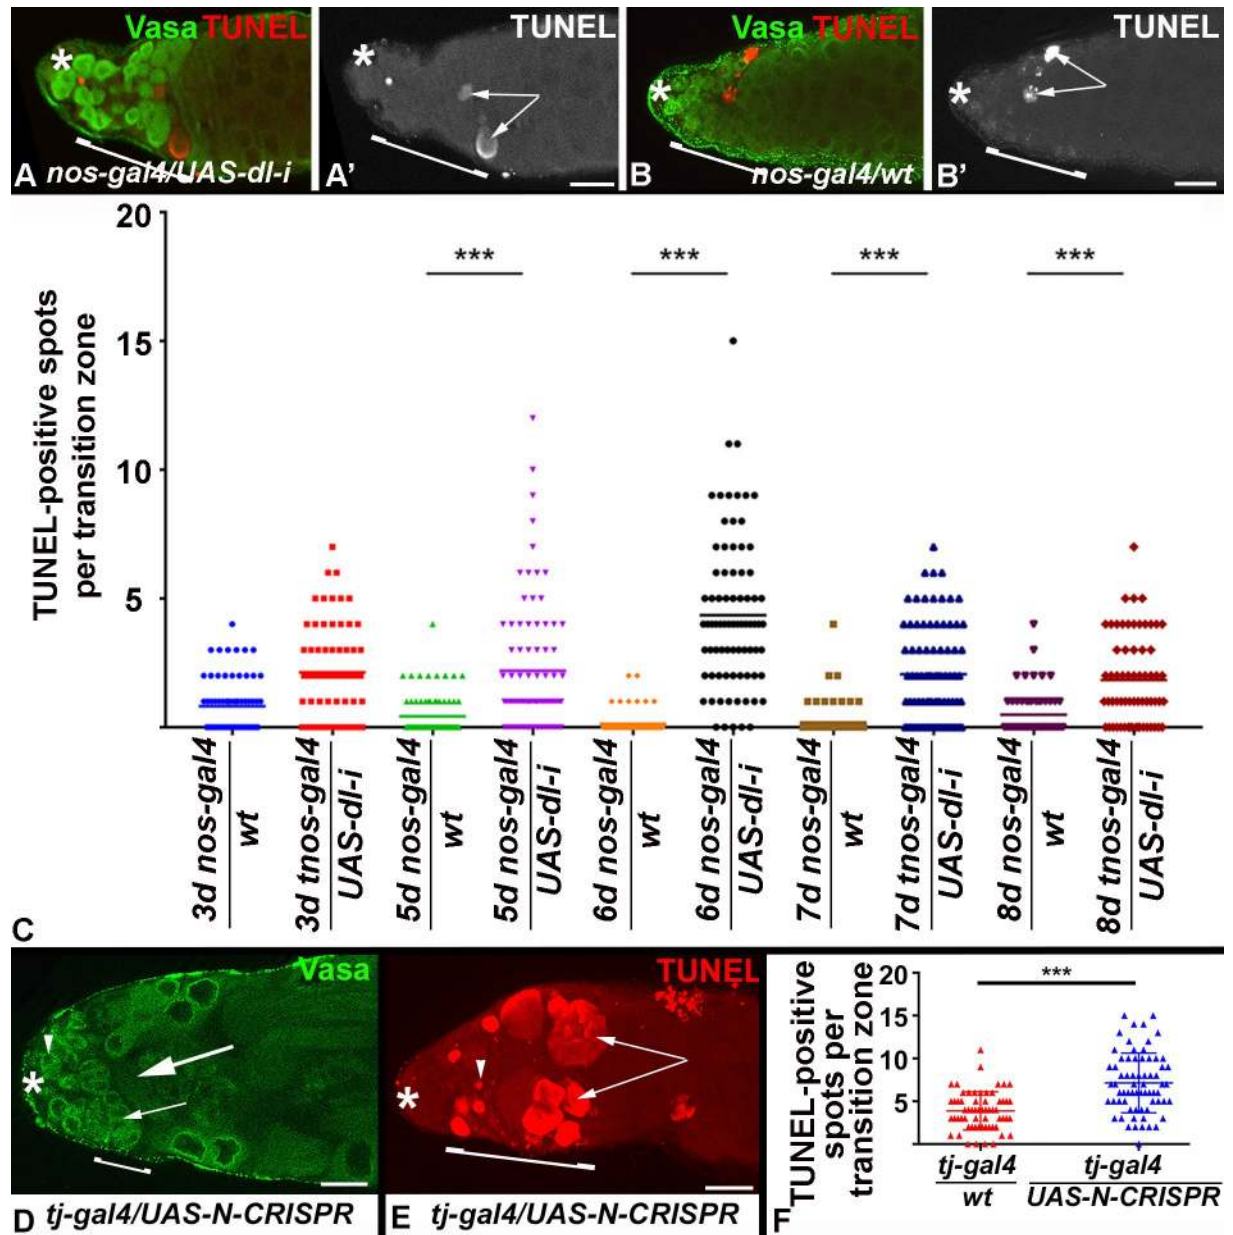 Vasa TUNEL
*
A nos-gal4/UAS-dl-i
TUNEL
*
A'
Vasa TUNEL
*
B nos-gal4/wt
TUNEL
*
B'
TUNEL-positive spots
per transition zone
20
15
10
5
***
***
***
***
3d nos-gal4
wt
3d tnos-gal4
UAS-dl-i
5d nos-gal4
wt
5d nos-gal4
UAS-dl-i
6d nos-gal4
wt
6d nos-gal4
UAS-dl-i
7d nos-gal4
wt
7d tnos-gal4
UAS-dl-i
8d nos-gal4
wt
8d tnos-gal4
UAS-dl-i
C
Vasa
*
D tj-gal4/UAS-N-CRISPR
TUNEL
*
E tj-gal4/UAS-N-CRISPR
TUNEL-positive
spots per
transition zone
20
15
10
5
***
tj-gal4
wt
tj-gal4
UAS-N-CRISPR
F